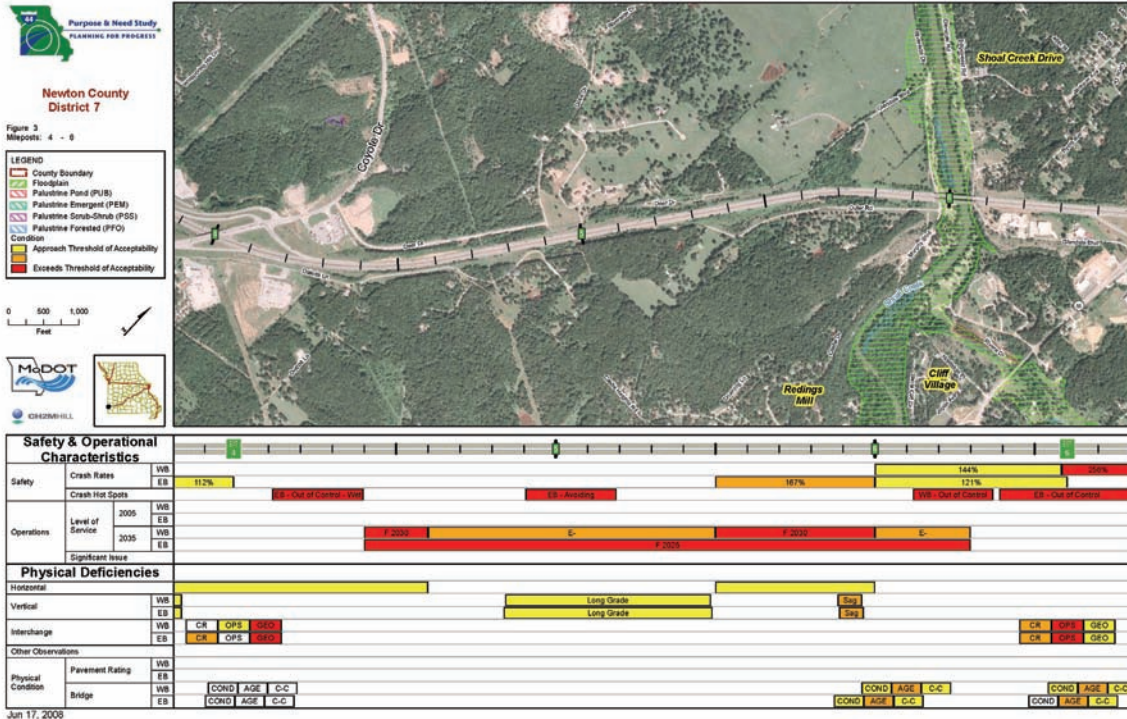 44
Purpose & Need Study
PLANNING FOR PROGRESS
Newton County
District 7
Figure 3
Mileposts: 4 - 6
LEGEND
County Boundary
Floodplain
Palustrine Pond (PUB)
Palustrine Emergent (PEM)
Palustrine Scrub-Shrub (PSS)
Palustrine Forested (PFO)
Condition
Approach Threshold of Acceptability
Exceeds Threshold of Acceptability
0 500 1,000
Feet
MoDOT
CH2MHILL
Coyote Dr
Shoal Creek Drive
Shoal Creek
Glendale Blvd
Outer Rd
Redings
Mill
Cliff
Village
Safety & Operational
Characteristics
Safety
Crash Rates
WB
144%
256%
EB
112%
167%
121%
Crash Hot Spots
EB - Out of Control - Wet
EB - Avoiding
WB - Out of Control
EB - Out of Control
Operations
Level of
Service
2005
WB
EB
2035
WB
F 2030
E-
F 2030
E-
EB
F 2025
Significant Issue
Physical Deficiencies
Horizontal
Vertical
WB
Long Grade
Sag
EB
Long Grade
Sag
Interchange
WB
CR OPS GEO
CR OPS GEO
EB
CR OPS GEO
CR OPS GEO
Other Observations
Physical
Condition
Pavement Rating
WB
EB
Bridge
WB
COND AGE C-C
COND AGE C-C
COND AGE C-C
EB
COND AGE C-C
COND AGE C-C
COND AGE C-C
Jun 17, 2008